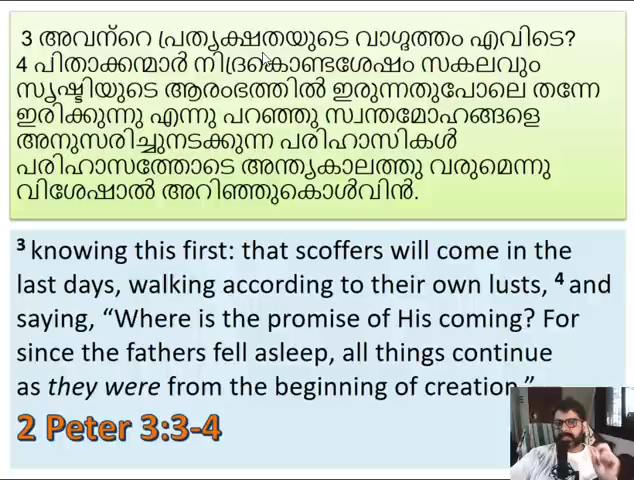 3 അവന്റെ പ്രത്യക്ഷതയുടെ വാഗ്ദത്തം എവിടെ?
4 പിതാക്കന്മാർ നിദ്രകൊണ്ടശേഷം സകലവും
സൃഷ്ടിയുടെ ആരംഭത്തിൽ ഇരുന്നതുപോലെ തന്നേ
ഇരിക്കുന്നു എന്നു പറഞ്ഞു സ്വന്തമോഹങ്ങളെ
അനുസരിച്ചുനടക്കുന്ന പരിഹാസികൾ
പരിഹാസത്തോടെ അന്ത്യകാലത്തു വരുമെന്നു
വിശേഷാൽ അറിഞ്ഞുകൊൾവിൻ.
3 knowing this first: that scoffers will come in the
last days, walking according to their own lusts, 4 and
saying, “Where is the promise of His coming? For
since the fathers fell asleep, all things continue
as they were from the beginning of creation.”
2 Peter 3:3-4